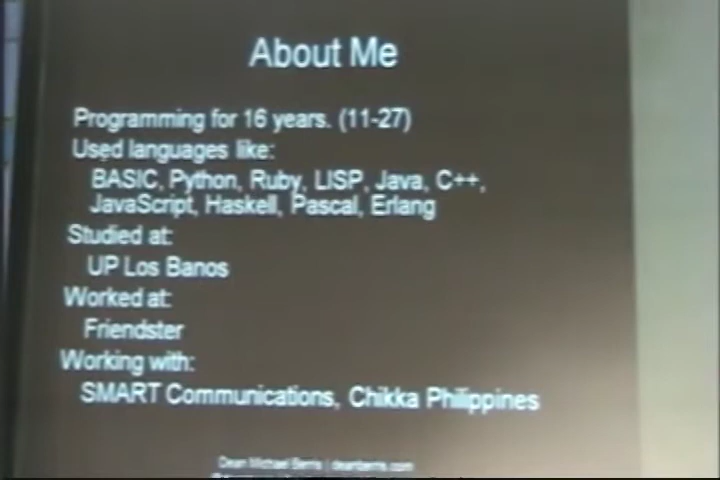 About Me
Programming for 16 years. (11-27)
Used languages like:
BASIC, Python, Ruby, LISP, Java, C++,
JavaScript, Haskell, Pascal, Erlang
Studied at:
UP Los Banos
Worked at:
Friendster
Working with:
SMART Communications, Chikka Philippines
Dean Michael Berris | deanberris.com